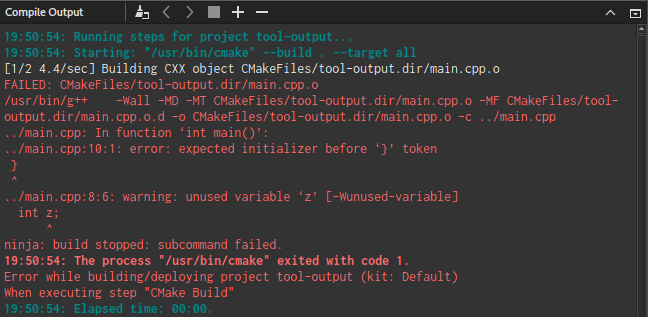 Compile Output
19:50:54: Running steps for project tool-output...
19:50:54: Starting: "/usr/bin/cmake" --build . --target all
[1/2 4.4/sec] Building CXX object CMakeFiles/tool-output.dir/main.cpp.o
FAILED: CMakeFiles/tool-output.dir/main.cpp.o
/usr/bin/g++    -Wall -MD -MT CMakeFiles/tool-output.dir/main.cpp.o -MF CMakeFiles/tool-
output.dir/main.cpp.o.d -o CMakeFiles/tool-output.dir/main.cpp.o -c ../main.cpp
../main.cpp: In function ‘int main()’:
../main.cpp:10:1: error: expected initializer before ‘}’ token
 }
 ^
../main.cpp:8:6: warning: unused variable ‘z’ [-Wunused-variable]
  int z;
      ^
ninja: build stopped: subcommand failed.
19:50:54: The process "/usr/bin/cmake" exited with code 1.
Error while building/deploying project tool-output (kit: Default)
When executing step "CMake Build"
19:50:54: Elapsed time: 00:00.